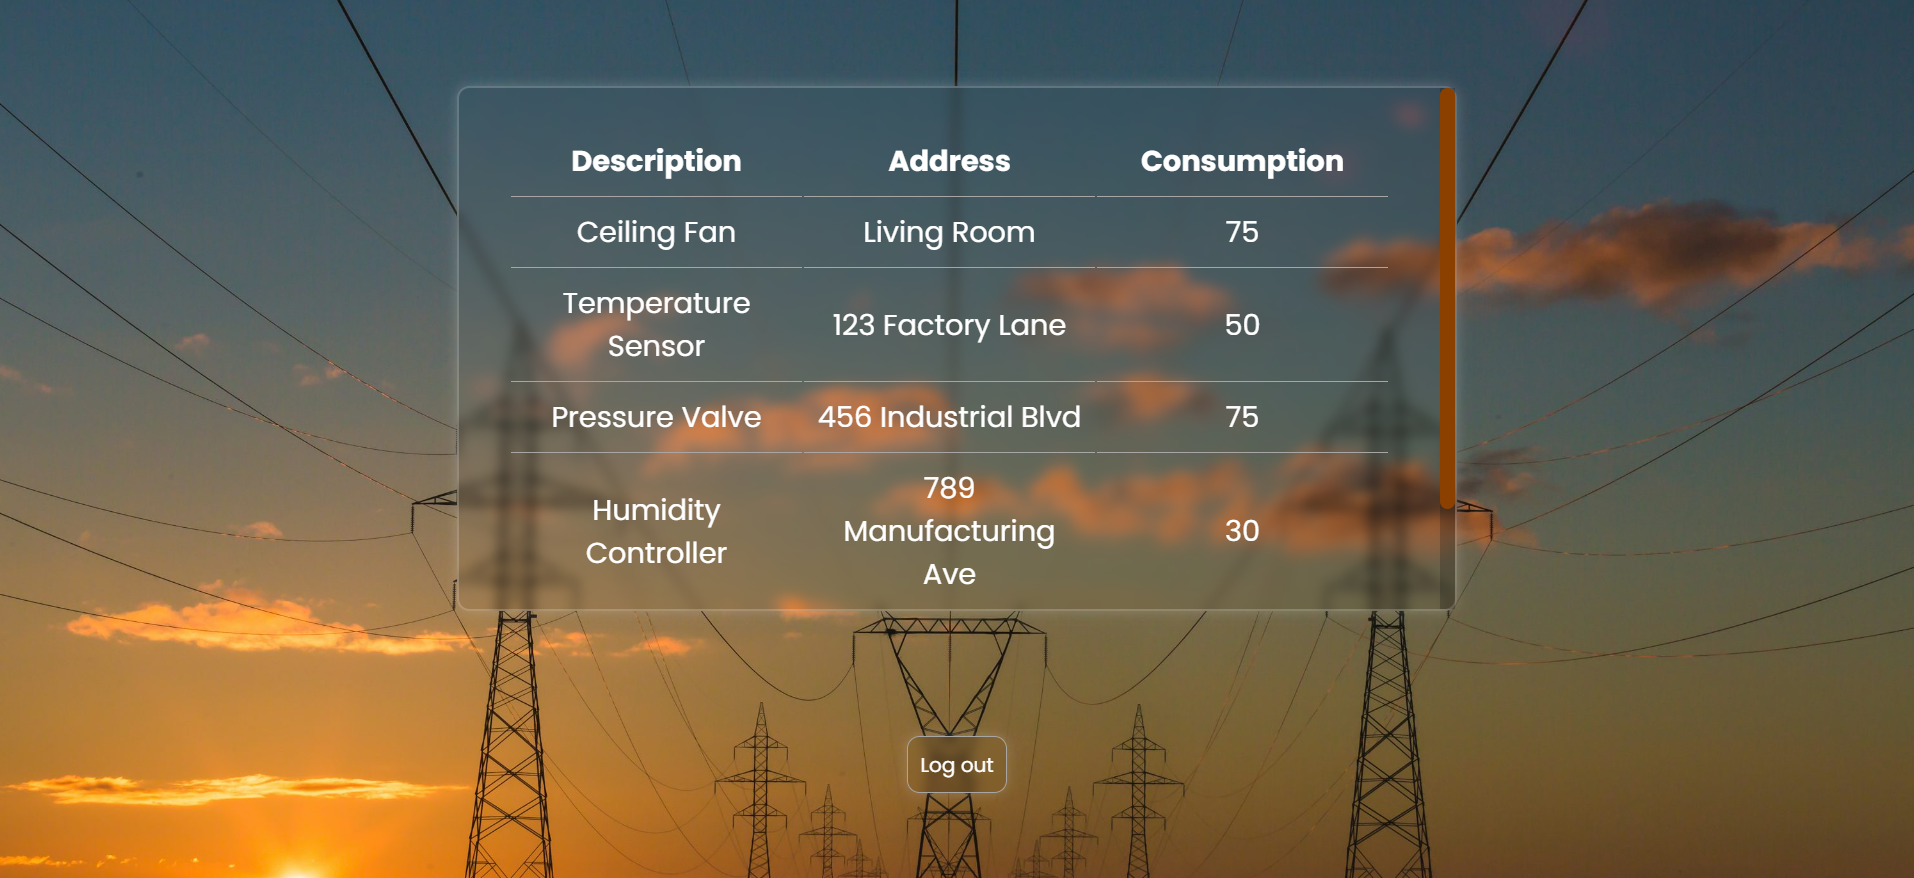 Description Address Consumption
Ceiling Fan Living Room 75
Temperature
Sensor
123 Factory Lane 50
Pressure Valve 456 Industrial Blvd 75
Humidity
Controller
789
Manufacturing
Ave
30
Log out